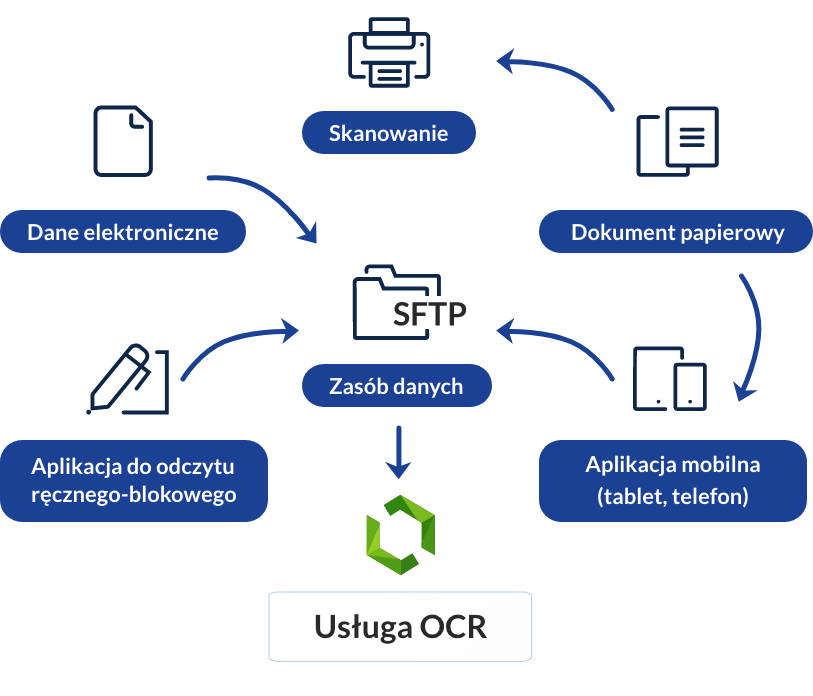 Skanowanie
Dane elektroniczne
Dokument papierowy
SFTP
Zasób danych
Aplikacja do odczytu
ręcznego-blokowego
Aplikacja mobilna
(tablet, telefon)
Usługa OCR